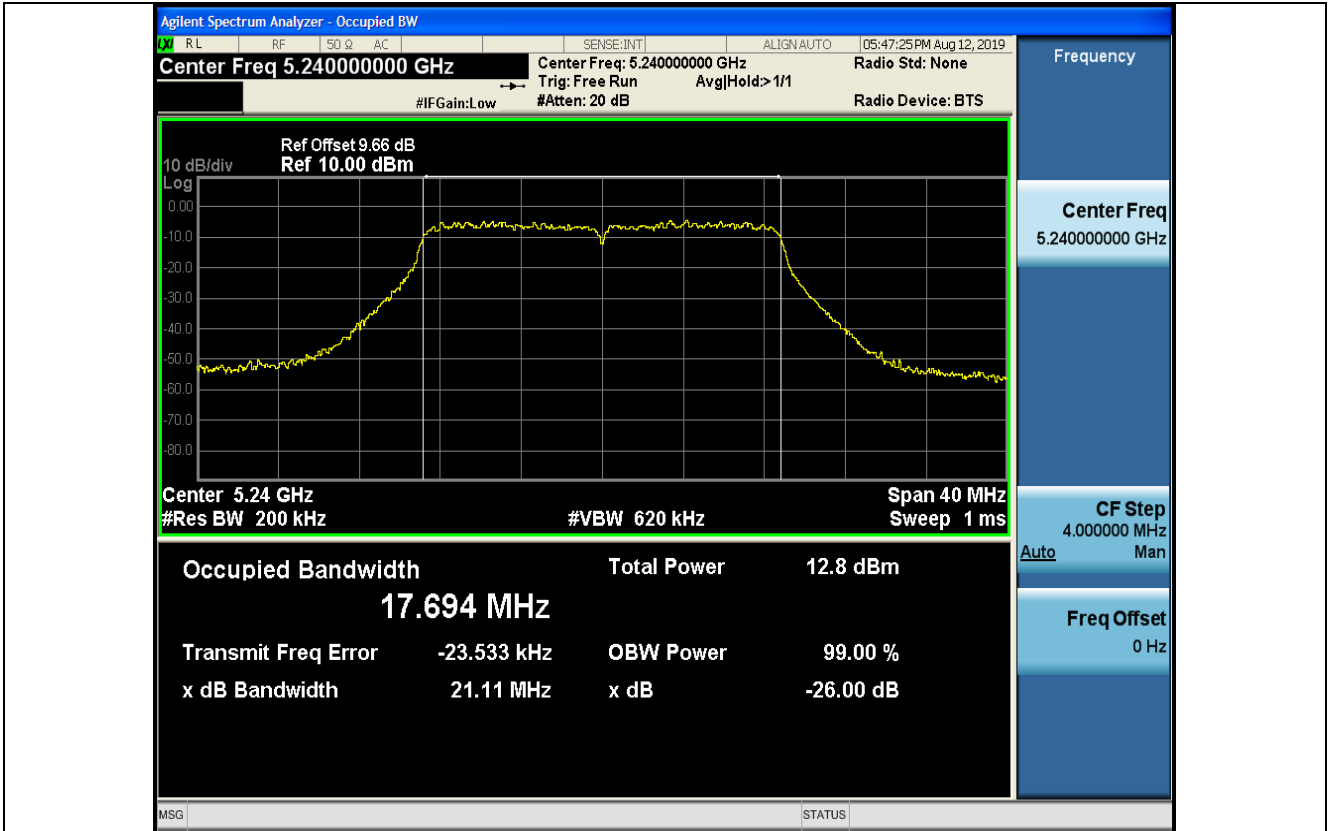 Agilent Spectrum Analyzer - Occupied BW
LXI RL RF 50 Ω AC SENSE:INT ALIGN AUTO 05:47:25 PM Aug 12, 2019
Center Freq 5.240000000 GHz
Center Freq: 5.240000000 GHz Radio Std: None
Trig: Free Run Avg|Hold:>1/1
#IFGain:Low #Atten: 20 dB Radio Device: BTS
Frequency
Ref Offset 9.66 dB
10 dB/div Ref 10.00 dBm
Log
0.00
-10.0
-20.0
-30.0
-40.0
-50.0
-60.0
-70.0
-80.0
Center 5.24 GHz Span 40 MHz
#Res BW 200 kHz #VBW 620 kHz Sweep 1 ms
Occupied Bandwidth Total Power 12.8 dBm
17.694 MHz
Transmit Freq Error -23.533 kHz OBW Power 99.00 %
x dB Bandwidth 21.11 MHz x dB -26.00 dB
Center Freq
5.240000000 GHz
CF Step
4.000000 MHz
Auto Man
Freq Offset
0 Hz
MSG STATUS